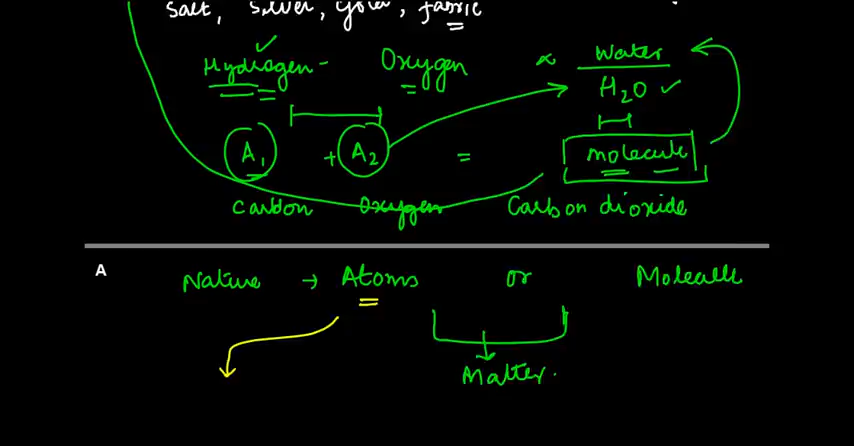 Salt, Silver, Gold, fabric
Hydrogen - Oxygen ∝ Water
H₂O ✓
A₁ + A₂ = molecule
Carbon Oxygen Carbon dioxide
A
Nature → Atoms or Molecule
Matter.